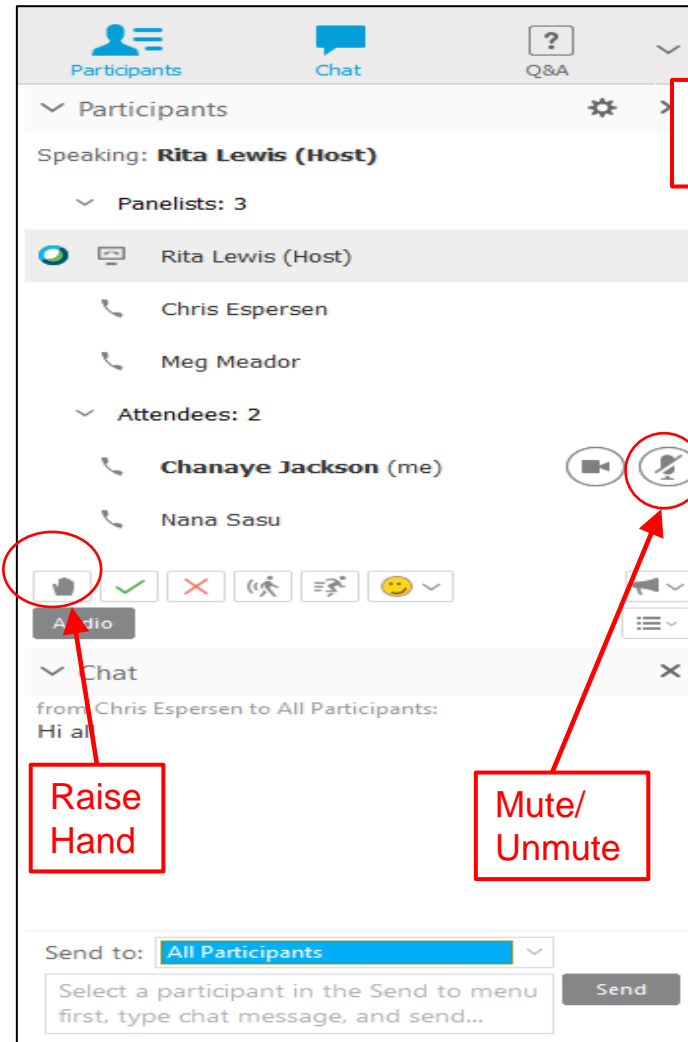 Participants Chat ? Q&A
Participants
Speaking: Rita Lewis (Host)
Panelists: 3
Rita Lewis (Host)
Chris Espersen
Meg Meador
Attendees: 2
Chanaye Jackson (me)
Nana Sasu
Audio
Chat
from Chris Espersen to All Participants:
Hi all
Raise
Hand
Mute/
Unmute
Send to: All Participants
Select a participant in the Send to menu
first, type chat message, and send...
Send